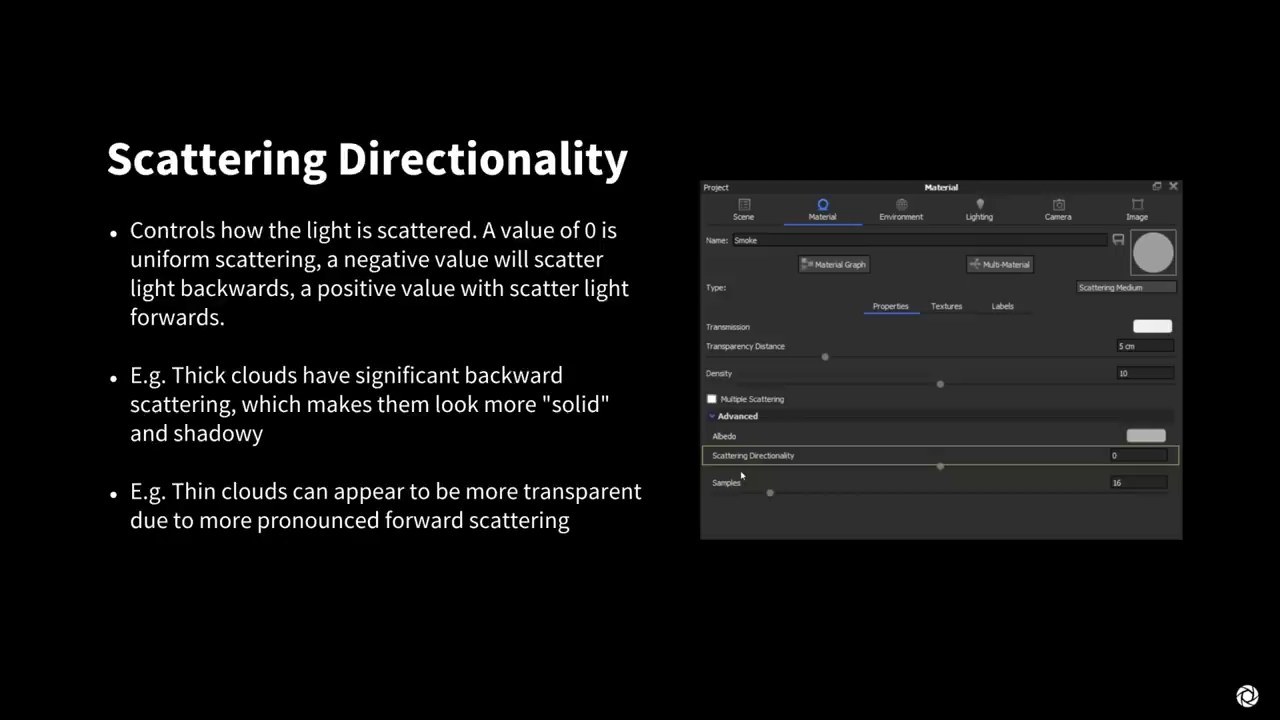 Scattering Directionality
• Controls how the light is scattered. A value of 0 is
uniform scattering, a negative value will scatter
light backwards, a positive value with scatter light
forwards.
• E.g. Thick clouds have significant backward
scattering, which makes them look more "solid"
and shadowy
• E.g. Thin clouds can appear to be more transparent
due to more pronounced forward scattering
Project Material
Scene Material Environment Lighting Camera Image
Name: Smoke
Material Graph Multi-Material
Type: Scattering Medium
Properties Textures Labels
Transmission
Transparency Distance 5 cm
Density 10
Multiple Scattering
Advanced
Albedo
Scattering Directionality 0
Samples 16